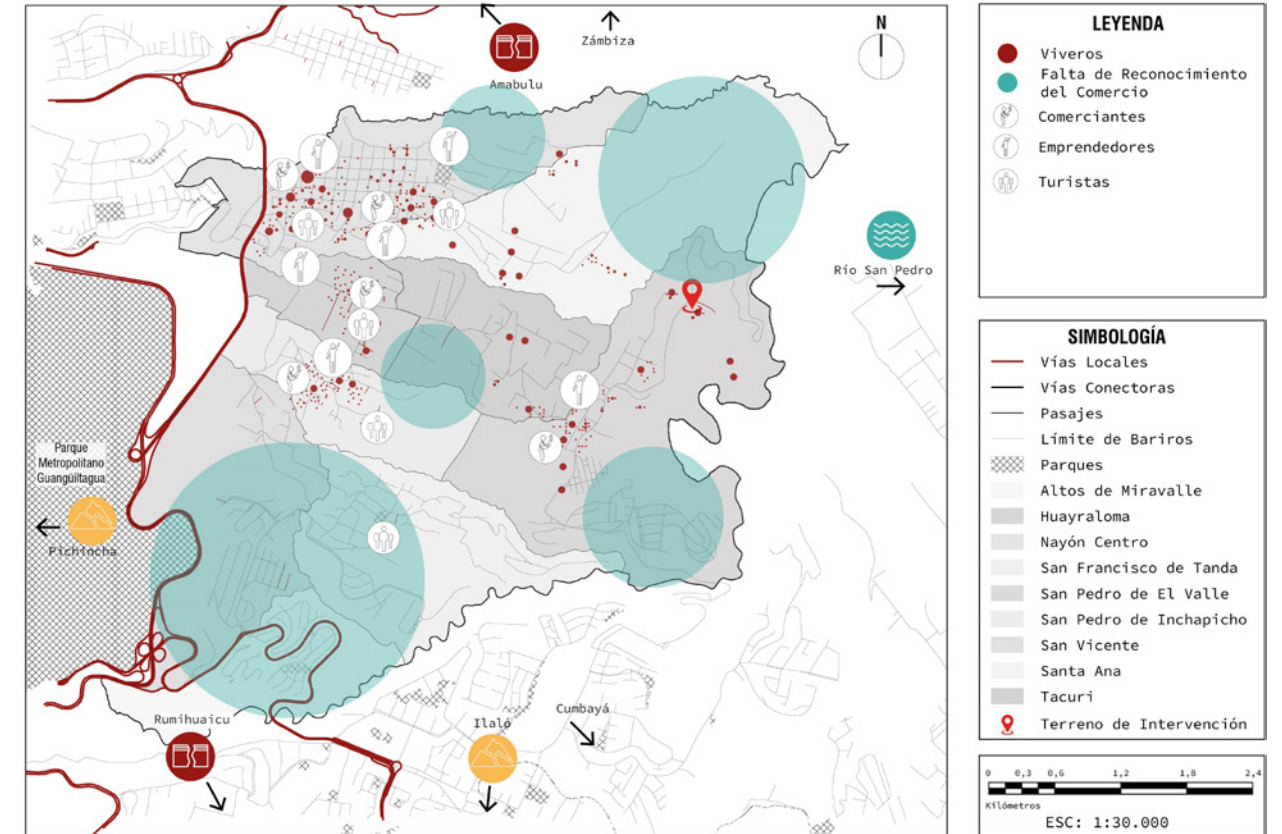 Zámbiza
N
Amabulu
Río San Pedro
Parque
Metropolitano
Guangüiltagua
Pichincha
Rumihuaicu
Ilaló
Cumbayá
LEYENDA
Viveros
Falta de Reconocimiento
del Comercio
Comerciantes
Emprendedores
Turistas
SIMBOLOGÍA
Vías Locales
Vías Conectoras
Pasajes
Límite de Bariros
Parques
Altos de Miravalle
Huayraloma
Nayón Centro
San Francisco de Tanda
San Pedro de El Valle
San Pedro de Inchapicho
San Vicente
Santa Ana
Tacuri
Terreno de Intervención
0 0,3 0,6 1,2 1,8 2,4
Kilómetros
ESC: 1:30.000